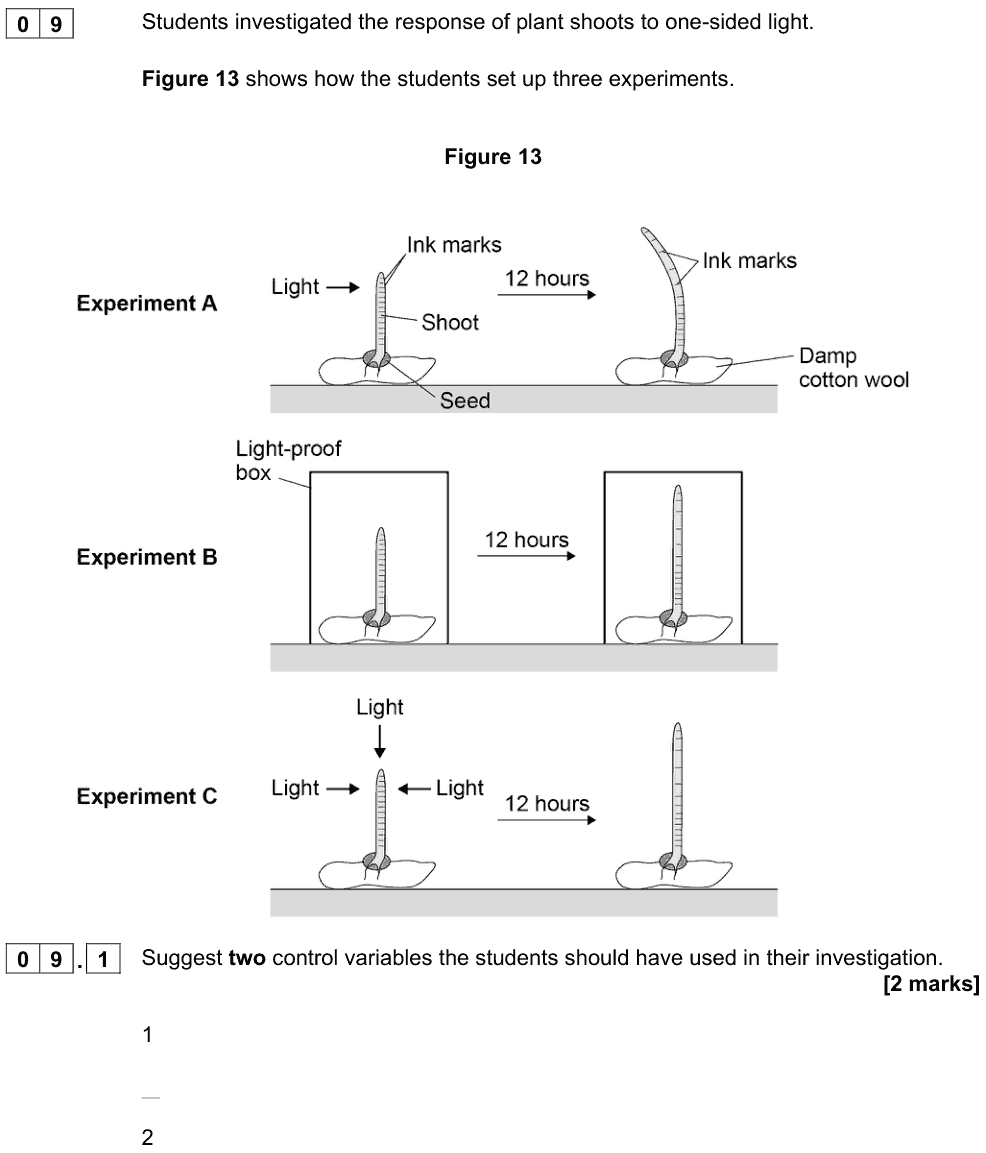 0 9 Students investigated the response of plant shoots to one-sided light.
Figure 13 shows how the students set up three experiments.
Figure 13
Experiment A
Light
Ink marks
Shoot
Seed
12 hours
Ink marks
Damp
cotton wool
Light-proof
box
Experiment B
12 hours
Light
Experiment C
Light
Light
12 hours
0 9 . 1 Suggest two control variables the students should have used in their investigation.
[2 marks]
1
2